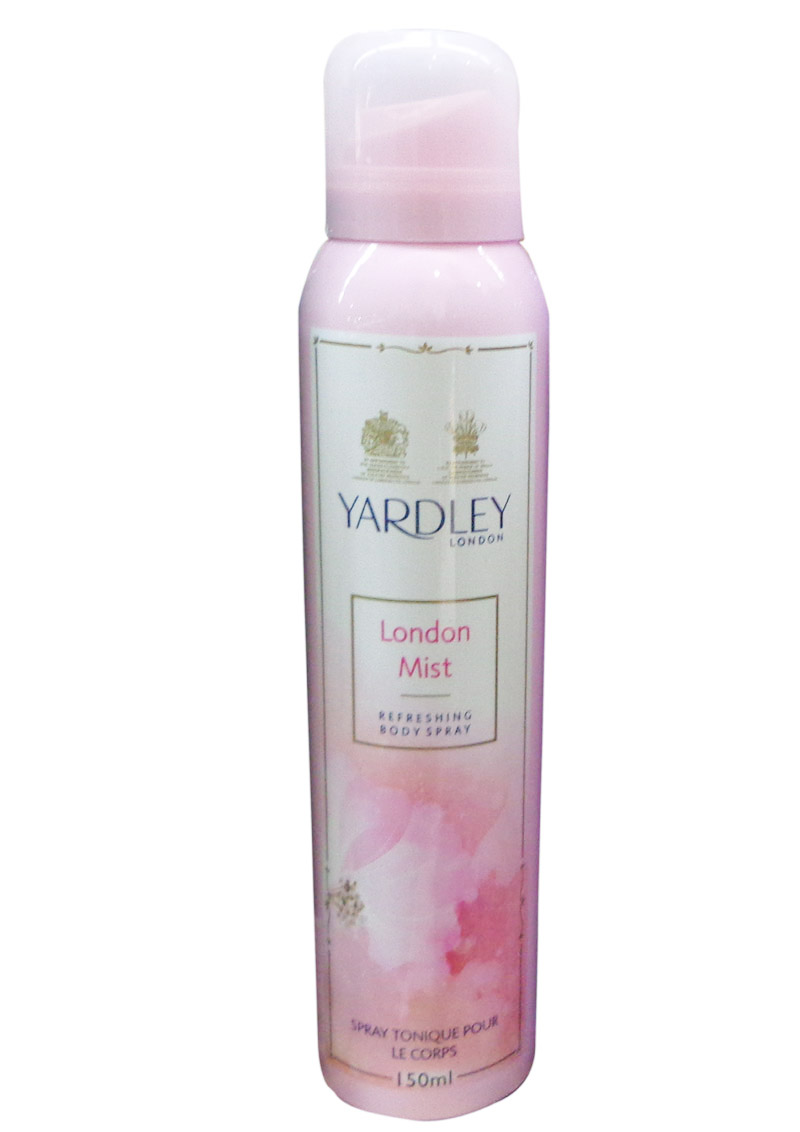 YARDLEY
LONDON
London
Mist
REFRESHING
BODY SPRAY
SPRAY TONIQUE POUR
LE CORPS
150ml